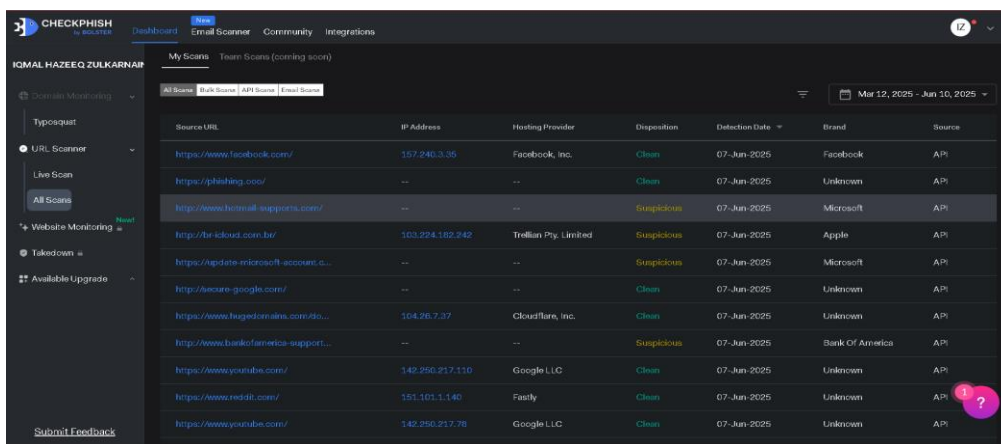 CHECKPHISH
by BOLSTER
New
Dashboard Email Scanner Community Integrations
IZ
IQMAL HAZEEQ ZULKARNAIN
My Scans Team Scans (coming soon)
Domain Monitoring
All Scans Bulk Scans API Scans Email Scans
Mar 12, 2025 - Jun 10, 2025
Typosquat
URL Scanner
Live Scan
All Scans
New!
Website Monitoring
Takedown
Available Upgrade
Source URL IP Address Hosting Provider Disposition Detection Date Brand Source
https://www.facebook.com/ 157.240.3.35 Facebook, Inc. Clean 07-Jun-2025 Facebook API
https://phishing.ooo/ -- -- Clean 07-Jun-2025 Unknown API
http://www.hotmail-supports.com/ -- -- Suspicious 07-Jun-2025 Microsoft API
http://br-icloud.com.br/ 103.224.182.242 Trellian Pty. Limited Suspicious 07-Jun-2025 Apple API
https://update-microsoft-account.c... -- -- Suspicious 07-Jun-2025 Microsoft API
http://secure-google.com/ -- -- Clean 07-Jun-2025 Unknown API
https://www.hugedomains.com/do... 104.26.7.37 Cloudflare, Inc. Clean 07-Jun-2025 Unknown API
http://www.bankofamerica-support... -- -- Suspicious 07-Jun-2025 Bank Of America API
https://www.youtube.com/ 142.250.217.110 Google LLC Clean 07-Jun-2025 Unknown API
https://www.reddit.com/ 151.101.1.140 Fastly Clean 07-Jun-2025 Unknown API
https://www.youtube.com/ 142.250.217.78 Google LLC Clean 07-Jun-2025 Unknown API
1
?
Submit Feedback